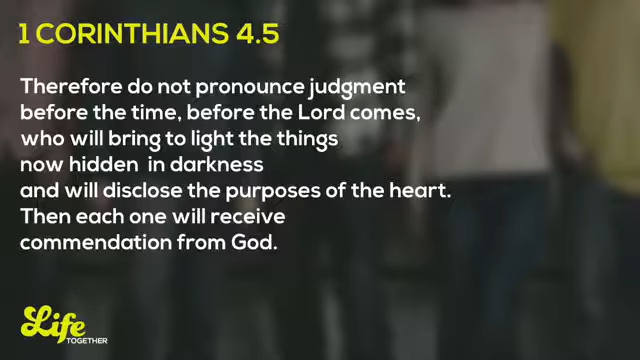 1 CORINTHIANS 4.5
Therefore do not pronounce judgment
before the time, before the Lord comes,
who will bring to light the things
now hidden in darkness
and will disclose the purposes of the heart.
Then each one will receive
commendation from God.
Life
TOGETHER